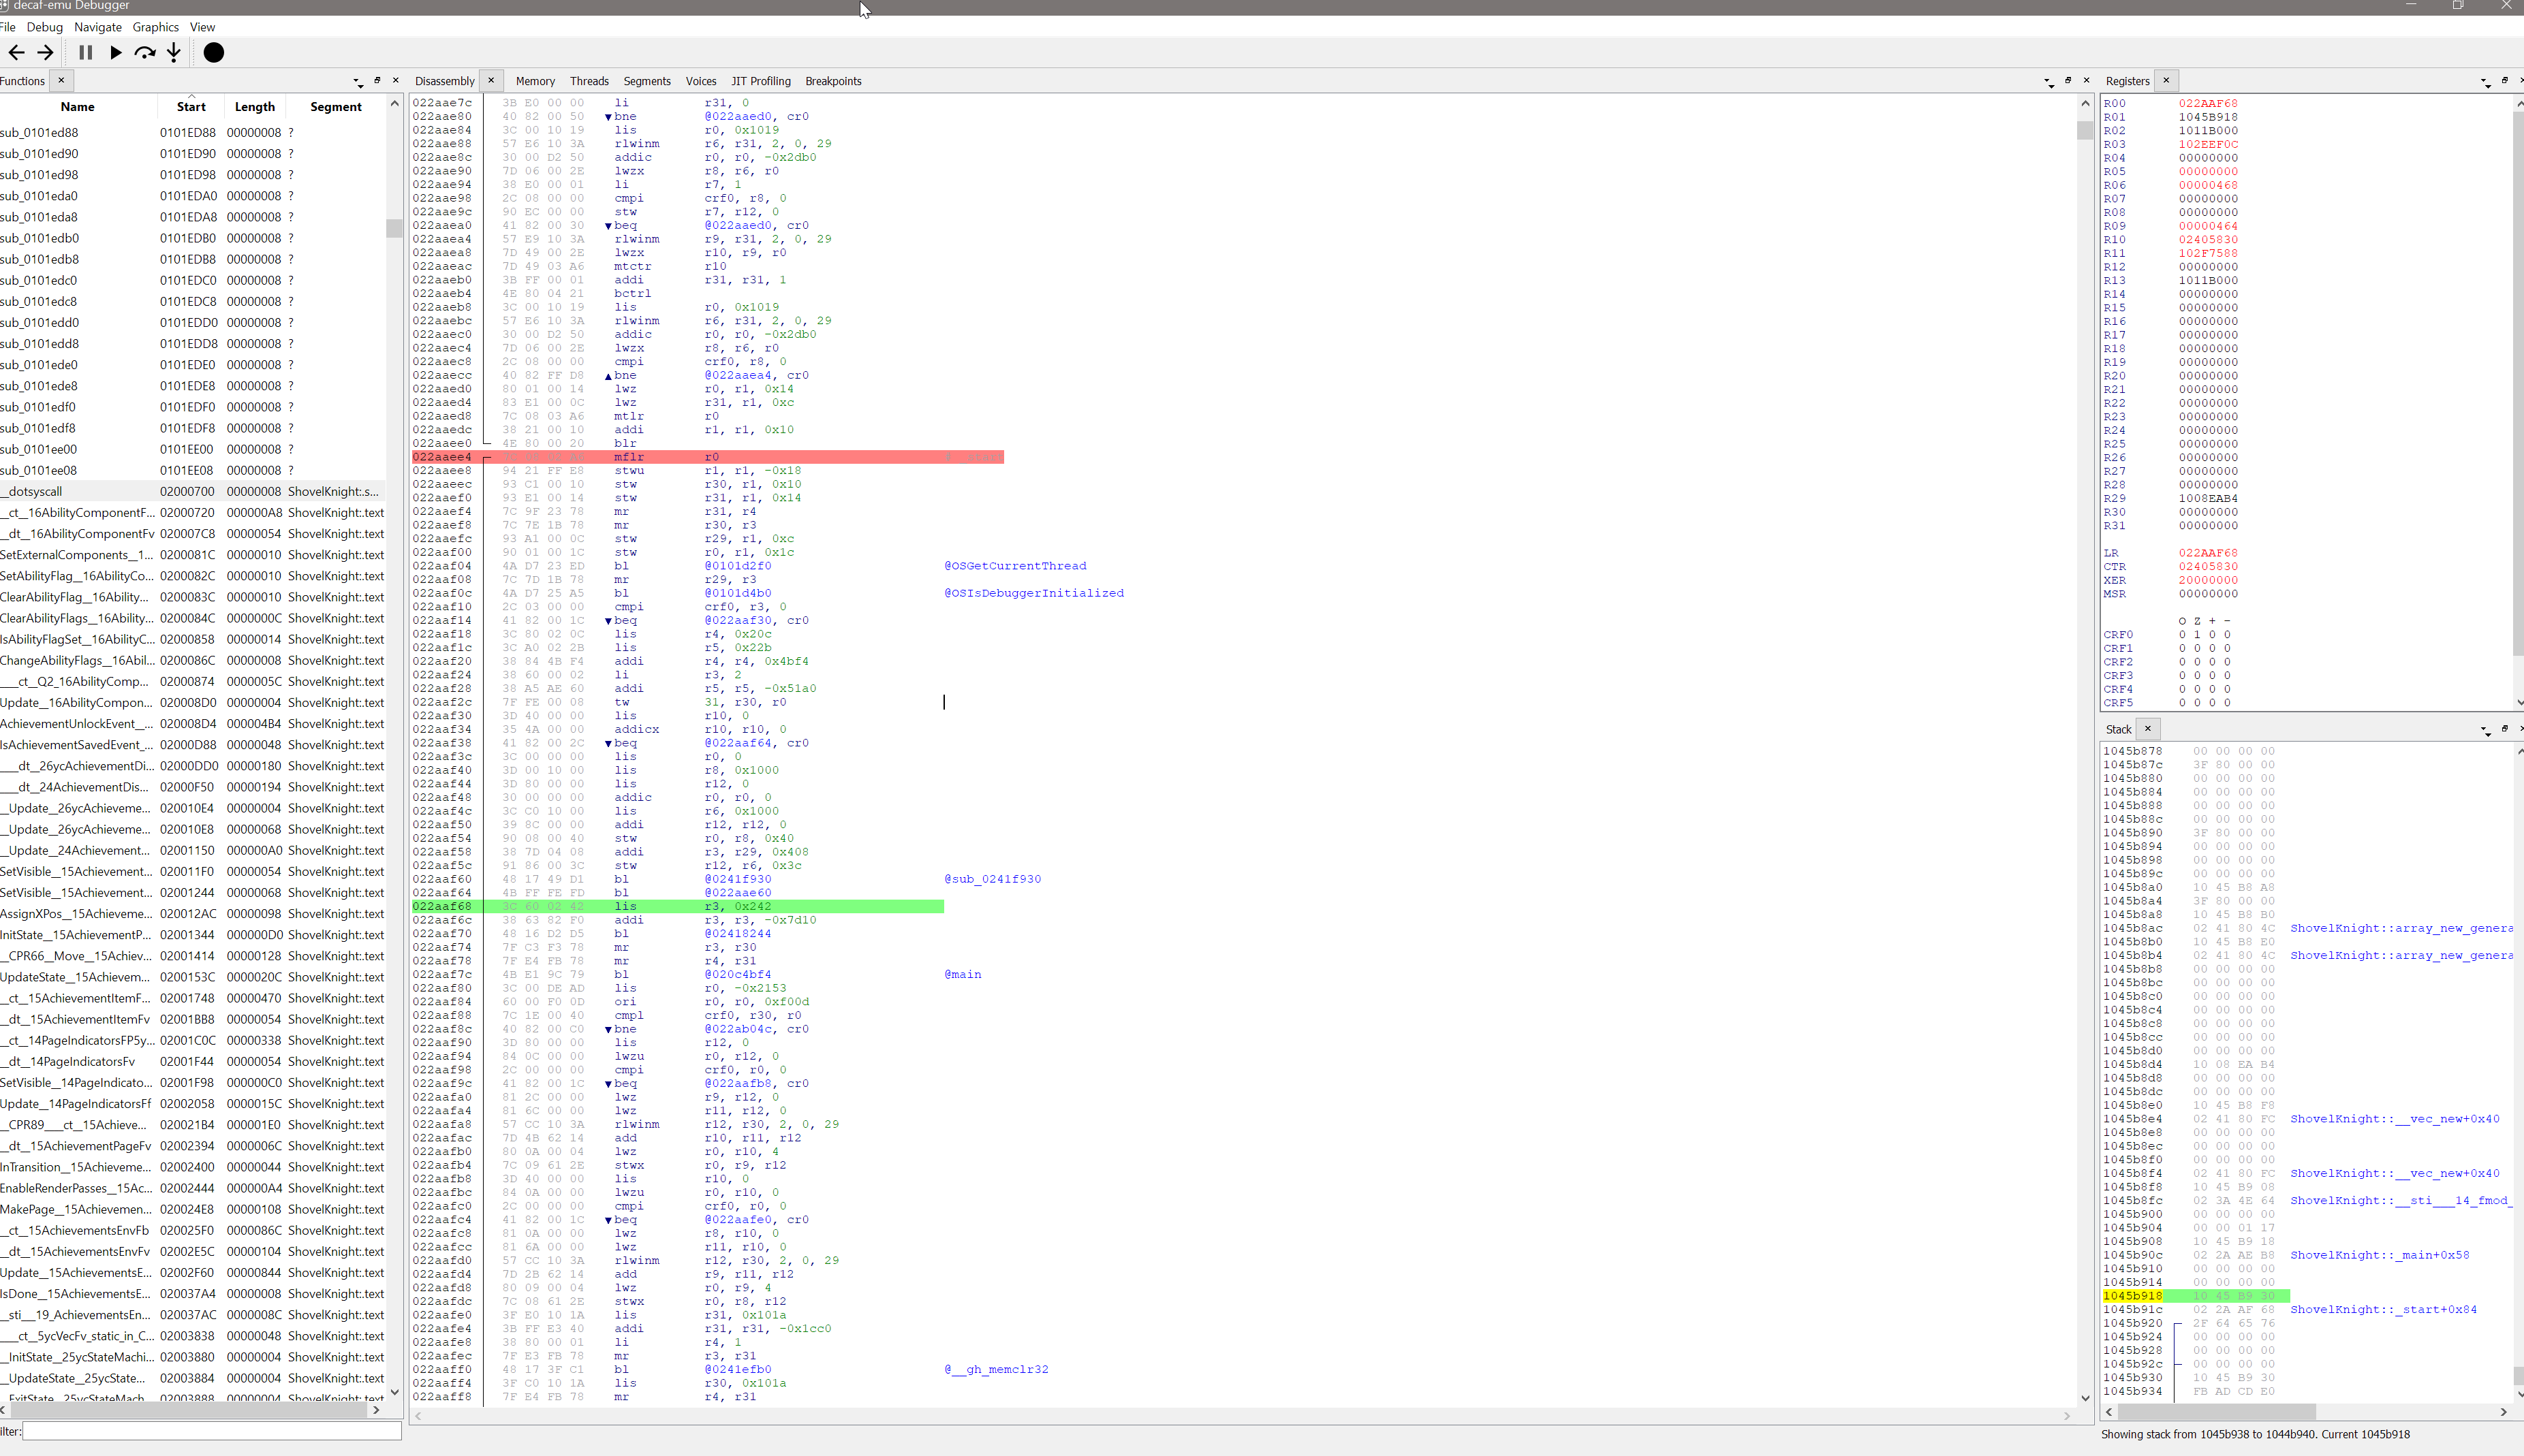 decaf-emu Debugger
File Debug Navigate Graphics View
Functions
Name Start Length Segment
sub_0101ed88 0101ED88 00000008 ?
sub_0101ed90 0101ED90 00000008 ?
sub_0101ed98 0101ED98 00000008 ?
sub_0101eda0 0101EDA0 00000008 ?
sub_0101eda8 0101EDA8 00000008 ?
sub_0101edb0 0101EDB0 00000008 ?
sub_0101edb8 0101EDB8 00000008 ?
sub_0101edc0 0101EDC0 00000008 ?
sub_0101edc8 0101EDC8 00000008 ?
sub_0101edd0 0101EDD0 00000008 ?
sub_0101edd8 0101EDD8 00000008 ?
sub_0101ede0 0101EDE0 00000008 ?
sub_0101ede8 0101EDE8 00000008 ?
sub_0101edf0 0101EDF0 00000008 ?
sub_0101edf8 0101EDF8 00000008 ?
sub_0101ee00 0101EE00 00000008 ?
sub_0101ee08 0101EE08 00000008 ?
__dotsyscall 02000700 00000008 ShovelKnight:.s...
__ct__16AbilityComponentF... 02000720 000000A8 ShovelKnight:.text
__dt__16AbilityComponentFv 020007C8 00000054 ShovelKnight:.text
SetExternalComponents__1... 0200081C 00000010 ShovelKnight:.text
SetAbilityFlag__16AbilityCo... 0200082C 00000010 ShovelKnight:.text
ClearAbilityFlag__16Ability... 0200083C 00000010 ShovelKnight:.text
ClearAbilityFlags__16Ability... 0200084C 0000000C ShovelKnight:.text
IsAbilityFlagSet__16AbilityC... 02000858 00000014 ShovelKnight:.text
ChangeAbilityFlags__16Abil... 0200086C 00000008 ShovelKnight:.text
___ct__Q2_16AbilityComp... 02000874 0000005C ShovelKnight:.text
Update__16AbilityCompon... 020008D0 00000004 ShovelKnight:.text
AchievementUnlockEvent__... 020008D4 000004B4 ShovelKnight:.text
IsAchievementSavedEvent_... 02000D88 00000048 ShovelKnight:.text
___dt__26ycAchievementDi... 02000DD0 00000180 ShovelKnight:.text
___dt__24AchievementDis... 02000F50 00000194 ShovelKnight:.text
_Update__26ycAchieveme... 020010E4 00000004 ShovelKnight:.text
_Update__26ycAchieveme... 020010E8 00000068 ShovelKnight:.text
_Update__24Achievement... 02001150 000000A0 ShovelKnight:.text
SetVisible__15Achievement... 020011F0 00000054 ShovelKnight:.text
SetVisible__15Achievement... 02001244 00000068 ShovelKnight:.text
AssignXPos__15Achieveme... 020012AC 00000098 ShovelKnight:.text
InitState__15AchievementP... 02001344 000000D0 ShovelKnight:.text
__CPR66__Move__15Achiev... 02001414 00000128 ShovelKnight:.text
UpdateState__15Achievem... 0200153C 0000020C ShovelKnight:.text
__ct__15AchievementItemF... 02001748 00000470 ShovelKnight:.text
__dt__15AchievementItemFv 02001BB8 00000054 ShovelKnight:.text
__ct__14PageIndicatorsFP5y... 02001C0C 00000338 ShovelKnight:.text
__dt__14PageIndicatorsFv 02001F44 00000054 ShovelKnight:.text
SetVisible__14PageIndicato... 02001F98 000000C0 ShovelKnight:.text
Update__14PageIndicatorsFf 02002058 0000015C ShovelKnight:.text
__CPR89___ct__15Achieve... 020021B4 000001E0 ShovelKnight:.text
__dt__15AchievementPageFv 02002394 0000006C ShovelKnight:.text
InTransition__15Achieveme... 02002400 00000044 ShovelKnight:.text
EnableRenderPasses__15Ac... 02002444 000000A4 ShovelKnight:.text
MakePage__15Achievemen... 020024E8 00000108 ShovelKnight:.text
__ct__15AchievementsEnvFb 020025F0 0000086C ShovelKnight:.text
__dt__15AchievementsEnvFv 02002E5C 00000104 ShovelKnight:.text
Update__15AchievementsE... 02002F60 00000844 ShovelKnight:.text
IsDone__15AchievementsE... 020037A4 00000008 ShovelKnight:.text
__sti___19_AchievementsEn... 020037AC 0000008C ShovelKnight:.text
___ct__5ycVecFv_static_in_C... 02003838 00000048 ShovelKnight:.text
_InitState__25ycStateMachi... 02003880 00000004 ShovelKnight:.text
_UpdateState__25ycState... 02003884 00000004 ShovelKnight:.text
_ExitState__25ycStateMach... 02003888 00000004 ShovelKnight:.text
Filter:
Disassembly Memory Threads Segments Voices JIT Profiling Breakpoints
022aae7c 3B E0 00 00 li r31, 0
022aae80 40 82 00 50 bne @022aaed0, cr0
022aae84 3C 00 10 19 lis r0, 0x1019
022aae88 57 E6 10 3A rlwinm r6, r31, 2, 0, 29
022aae8c 30 00 D2 50 addic r0, r0, -0x2db0
022aae90 7D 06 00 2E lwzx r8, r6, r0
022aae94 38 E0 00 01 li r7, 1
022aae98 2C 08 00 00 cmpi crf0, r8, 0
022aae9c 90 EC 00 00 stw r7, r12, 0
022aaea0 41 82 00 30 beq @022aaed0, cr0
022aaea4 57 E9 10 3A rlwinm r9, r31, 2, 0, 29
022aaea8 7D 49 00 2E lwzx r10, r9, r0
022aaeac 7D 49 03 A6 mtctr r10
022aaeb0 3B FF 00 01 addi r31, r31, 1
022aaeb4 4E 80 04 21 bctrl
022aaeb8 3C 00 10 19 lis r0, 0x1019
022aaebc 57 E6 10 3A rlwinm r6, r31, 2, 0, 29
022aaec0 30 00 D2 50 addic r0, r0, -0x2db0
022aaec4 7D 06 00 2E lwzx r8, r6, r0
022aaec8 2C 08 00 00 cmpi crf0, r8, 0
022aaecc 40 82 FF D8 bne @022aaea4, cr0
022aaed0 80 01 00 14 lwz r0, r1, 0x14
022aaed4 83 E1 00 0C lwz r31, r1, 0xc
022aaed8 7C 08 03 A6 mtlr r0
022aaedc 38 21 00 10 addi r1, r1, 0x10
022aaee0 4E 80 00 20 blr
022aaee4 mflr r0
022aaee8 94 21 FF E8 stwu r1, r1, -0x18
022aaeec 93 C1 00 10 stw r30, r1, 0x10
022aaef0 93 E1 00 14 stw r31, r1, 0x14
022aaef4 7C 9F 23 78 mr r31, r4
022aaef8 7C 7E 1B 78 mr r30, r3
022aaefc 93 A1 00 0C stw r29, r1, 0xc
022aaf00 90 01 00 1C stw r0, r1, 0x1c
022aaf04 4A D7 23 ED bl @0101d2f0 @OSGetCurrentThread
022aaf08 7C 7D 1B 78 mr r29, r3
022aaf0c 4A D7 25 A5 bl @0101d4b0 @OSIsDebuggerInitialized
022aaf10 2C 03 00 00 cmpi crf0, r3, 0
022aaf14 41 82 00 1C beq @022aaf30, cr0
022aaf18 3C 80 02 0C lis r4, 0x20c
022aaf1c 3C A0 02 2B lis r5, 0x22b
022aaf20 38 84 4B F4 addi r4, r4, 0x4bf4
022aaf24 38 60 00 02 li r3, 2
022aaf28 38 A5 AE 60 addi r5, r5, -0x51a0
022aaf2c 7F FE 00 08 tw 31, r30, r0
022aaf30 3D 40 00 00 lis r10, 0
022aaf34 35 4A 00 00 addicx r10, r10, 0
022aaf38 41 82 00 2C beq @022aaf64, cr0
022aaf3c 3C 00 00 00 lis r0, 0
022aaf40 3D 00 10 00 lis r8, 0x1000
022aaf44 3D 80 00 00 lis r12, 0
022aaf48 30 00 00 00 addic r0, r0, 0
022aaf4c 3C C0 10 00 lis r6, 0x1000
022aaf50 39 8C 00 00 addi r12, r12, 0
022aaf54 90 08 00 40 stw r0, r8, 0x40
022aaf58 38 7D 04 08 addi r3, r29, 0x408
022aaf5c 91 86 00 3C stw r12, r6, 0x3c
022aaf60 48 17 49 D1 bl @0241f930 @sub_0241f930
022aaf64 4B FF FE FD bl @022aae60
022aaf68 3C 60 02 42 lis r3, 0x242
022aaf6c 38 63 82 F0 addi r3, r3, -0x7d10
022aaf70 48 16 D2 D5 bl @02418244
022aaf74 7F C3 F3 78 mr r3, r30
022aaf78 7F E4 FB 78 mr r4, r31
022aaf7c 4B E1 9C 79 bl @020c4bf4 @main
022aaf80 3C 00 DE AD lis r0, -0x2153
022aaf84 60 00 F0 0D ori r0, r0, 0xf00d
022aaf88 7C 1E 00 40 cmpl crf0, r30, r0
022aaf8c 40 82 00 C0 bne @022ab04c, cr0
022aaf90 3D 80 00 00 lis r12, 0
022aaf94 84 0C 00 00 lwzu r0, r12, 0
022aaf98 2C 00 00 00 cmpi crf0, r0, 0
022aaf9c 41 82 00 1C beq @022aafb8, cr0
022aafa0 81 2C 00 00 lwz r9, r12, 0
022aafa4 81 6C 00 00 lwz r11, r12, 0
022aafa8 57 CC 10 3A rlwinm r12, r30, 2, 0, 29
022aafac 7D 4B 62 14 add r10, r11, r12
022aafb0 80 0A 00 04 lwz r0, r10, 4
022aafb4 7C 09 61 2E stwx r0, r9, r12
022aafb8 3D 40 00 00 lis r10, 0
022aafbc 84 0A 00 00 lwzu r0, r10, 0
022aafc0 2C 00 00 00 cmpi crf0, r0, 0
022aafc4 41 82 00 1C beq @022aafe0, cr0
022aafc8 81 0A 00 00 lwz r8, r10, 0
022aafcc 81 6A 00 00 lwz r11, r10, 0
022aafd0 57 CC 10 3A rlwinm r12, r30, 2, 0, 29
022aafd4 7D 2B 62 14 add r9, r11, r12
022aafd8 80 09 00 04 lwz r0, r9, 4
022aafdc 7C 08 61 2E stwx r0, r8, r12
022aafe0 3F E0 10 1A lis r31, 0x101a
022aafe4 3B FF E3 40 addi r31, r31, -0x1cc0
022aafe8 38 80 00 01 li r4, 1
022aafec 7F E3 FB 78 mr r3, r31
022aaff0 48 17 3F C1 bl @0241efb0 @__gh_memclr32
022aaff4 3F C0 10 1A lis r30, 0x101a
022aaff8 7F E4 FB 78 mr r4, r31
Registers
R00 022AAF68
R01 1045B918
R02 1011B000
R03 102EEF0C
R04 00000000
R05 00000000
R06 00000468
R07 00000000
R08 00000000
R09 00000464
R10 02405830
R11 102F7588
R12 00000000
R13 1011B000
R14 00000000
R15 00000000
R16 00000000
R17 00000000
R18 00000000
R19 00000000
R20 00000000
R21 00000000
R22 00000000
R23 00000000
R24 00000000
R25 00000000
R26 00000000
R27 00000000
R28 00000000
R29 1008EAB4
R30 00000000
R31 00000000
LR 022AAF68
CTR 02405830
XER 20000000
MSR 00000000
O Z + -
CRF0 0 1 0 0
CRF1 0 0 0 0
CRF2 0 0 0 0
CRF3 0 0 0 0
CRF4 0 0 0 0
CRF5 0 0 0 0
Stack
1045b878 00 00 00 00
1045b87c 3F 80 00 00
1045b880 00 00 00 00
1045b884 00 00 00 00
1045b888 00 00 00 00
1045b88c 00 00 00 00
1045b890 3F 80 00 00
1045b894 00 00 00 00
1045b898 00 00 00 00
1045b89c 00 00 00 00
1045b8a0 10 45 B8 A8
1045b8a4 3F 80 00 00
1045b8a8 10 45 B8 B0
1045b8ac 02 41 80 4C ShovelKnight::array_new_genera
1045b8b0 10 45 B8 E0
1045b8b4 02 41 80 4C ShovelKnight::array_new_genera
1045b8b8 00 00 00 00
1045b8bc 00 00 00 00
1045b8c0 00 00 00 00
1045b8c4 00 00 00 00
1045b8c8 00 00 00 00
1045b8cc 00 00 00 00
1045b8d0 00 00 00 00
1045b8d4 10 08 EA B4
1045b8d8 00 00 00 00
1045b8dc 00 00 00 00
1045b8e0 10 45 B8 F8
1045b8e4 02 41 80 FC ShovelKnight::__vec_new+0x40
1045b8e8 00 00 00 00
1045b8ec 00 00 00 00
1045b8f0 00 00 00 00
1045b8f4 02 41 80 FC ShovelKnight::__vec_new+0x40
1045b8f8 10 45 B9 08
1045b8fc 02 3A 4E 64 ShovelKnight::__sti___14_fmod_
1045b900 00 00 00 00
1045b904 00 00 01 17
1045b908 10 45 B9 18
1045b90c 02 2A AE B8 ShovelKnight::_main+0x58
1045b910 00 00 00 00
1045b914 00 00 00 00
1045b918 10 45 B9 30
1045b91c 02 2A AF 68 ShovelKnight::_start+0x84
1045b920 2F 64 65 76
1045b924 00 00 00 00
1045b928 00 00 00 00
1045b92c 00 00 00 00
1045b930 10 45 B9 30
1045b934 FB AD CD E0
Showing stack from 1045b938 to 1044b940. Current 1045b918